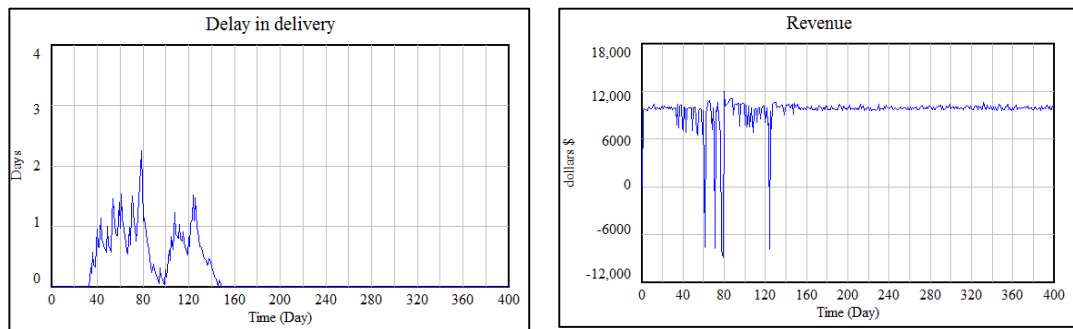 Delay in delivery
4
3
2
1
0
Days
0 40 80 120 160 200 240 280 320 360 400
Time (Day)
Revenue
18,000
12,000
6000
0
-6000
-12,000
dollars $
0 40 80 120 160 200 240 280 320 360 400
Time (Day)